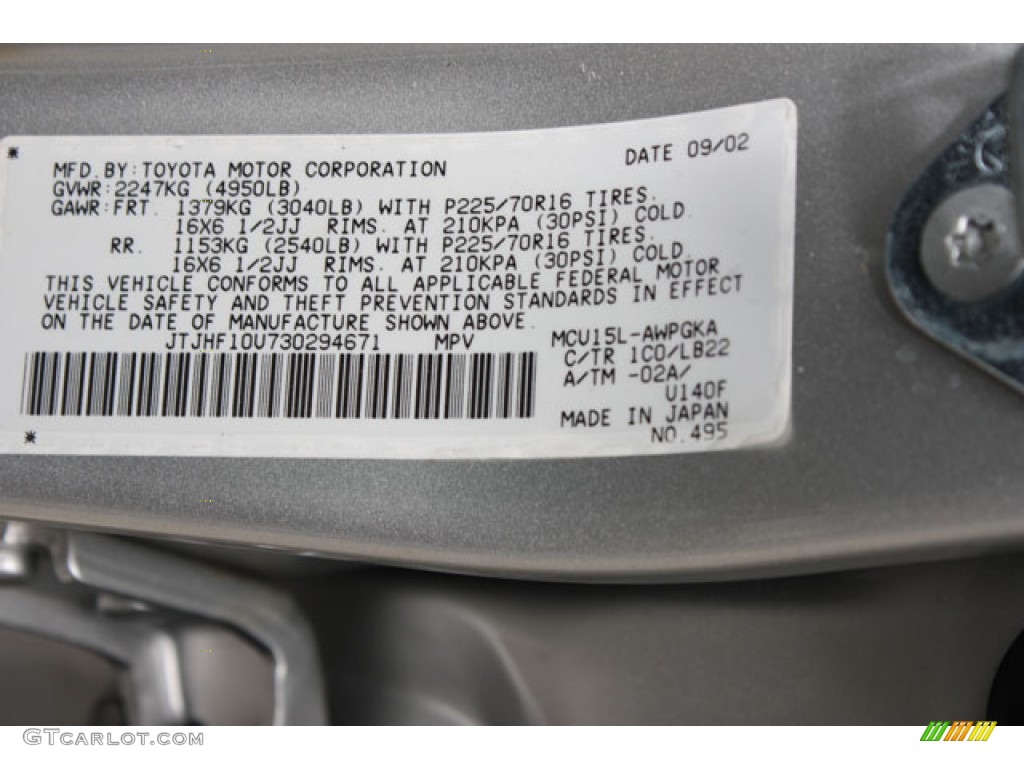 MFD.BY:TOYOTA MOTOR CORPORATION DATE 09/02
GVWR:2247KG (4950LB)
GAWR:FRT. 1379KG (3040LB) WITH P225/70R16 TIRES.
16X6 1/2JJ RIMS. AT 210KPA (30PSI) COLD.
RR. 1153KG (2540LB) WITH P225/70R16 TIRES.
16X6 1/2JJ RIMS. AT 210KPA (30PSI) COLD.
THIS VEHICLE CONFORMS TO ALL APPLICABLE FEDERAL MOTOR
VEHICLE SAFETY AND THEFT PREVENTION STANDARDS IN EFFECT
ON THE DATE OF MANUFACTURE SHOWN ABOVE.
JTJHF10U730294671 MPV MCU15L-AWPGKA
C/TR 1C0/LB22
A/TM -02A/
U140F
MADE IN JAPAN
NO.495
GTCarLot.com